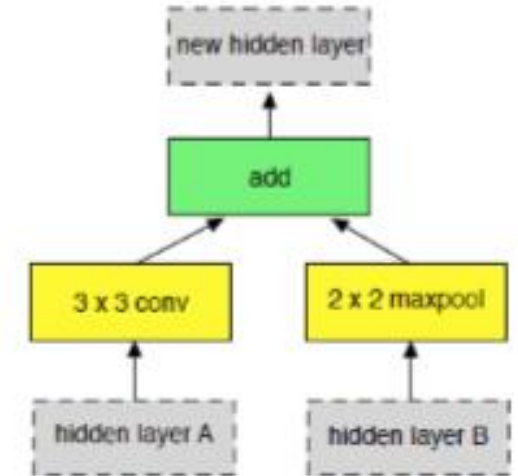 new hidden layer
add
3 x 3 conv
2 x 2 maxpool
hidden layer A
hidden layer B